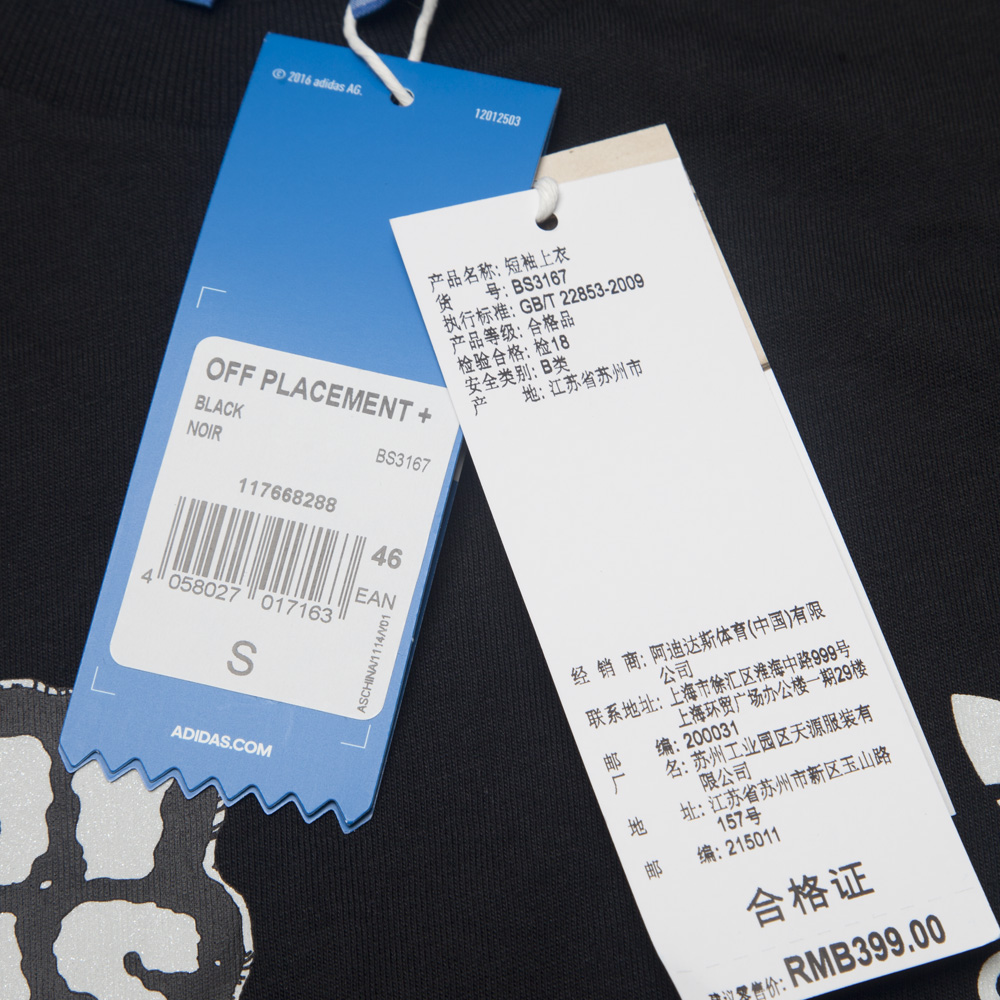 © 2016 adidas AG.
12012503
OFF PLACEMENT +
BLACK
NOIR
BS3167
117668288
46
4 058027 017163 EAN
S
ASCHINA/1114/V01
ADIDAS.COM
产品名称: 短袖上衣
货 号: BS3167
执行标准: GB/T 22853-2009
产品等级: 合格品
检验合格: 检18
安全类别: B类
产 地: 江苏省苏州市
经 销 商: 阿迪达斯体育(中国)有限
公司
联系地址: 上海市徐汇区淮海中路999号
上海环贸广场办公楼一期29楼
邮 编: 200031
厂 名: 苏州工业园区天源服装有
限公司
地 址: 江苏省苏州市新区玉山路
157号
邮 编: 215011
合格证
建议零售价: RMB399.00